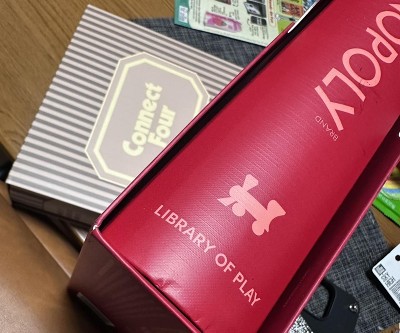 Connect
Four
OPOLY
BRAND
LIBRARY OF PLAY